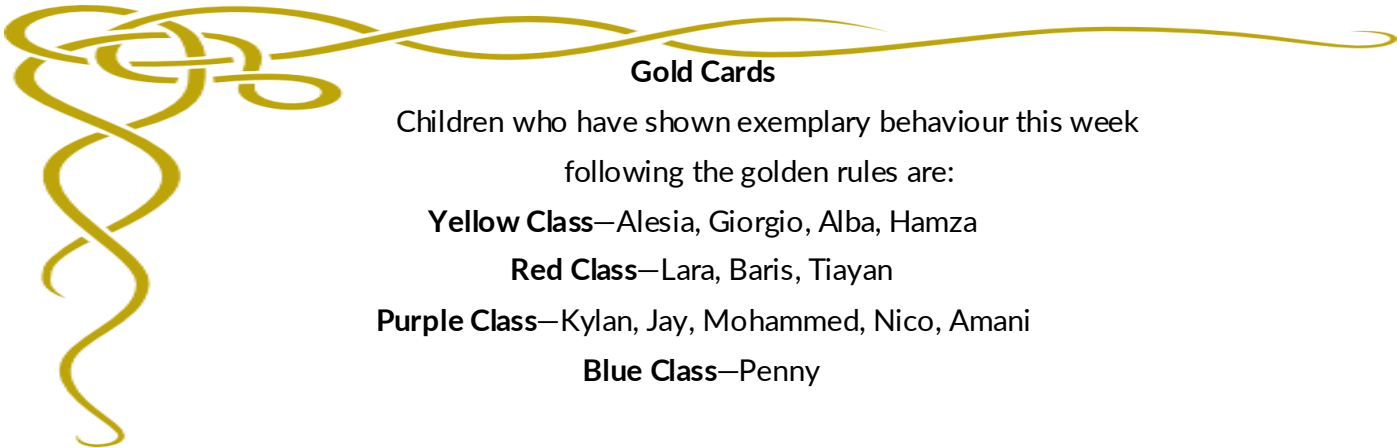 Gold Cards
Children who have shown exemplary behaviour this week
following the golden rules are:
Yellow Class—Alesia, Giorgio, Alba, Hamza
Red Class—Lara, Baris, Tiayan
Purple Class—Kylan, Jay, Mohammed, Nico, Amani
Blue Class—Penny